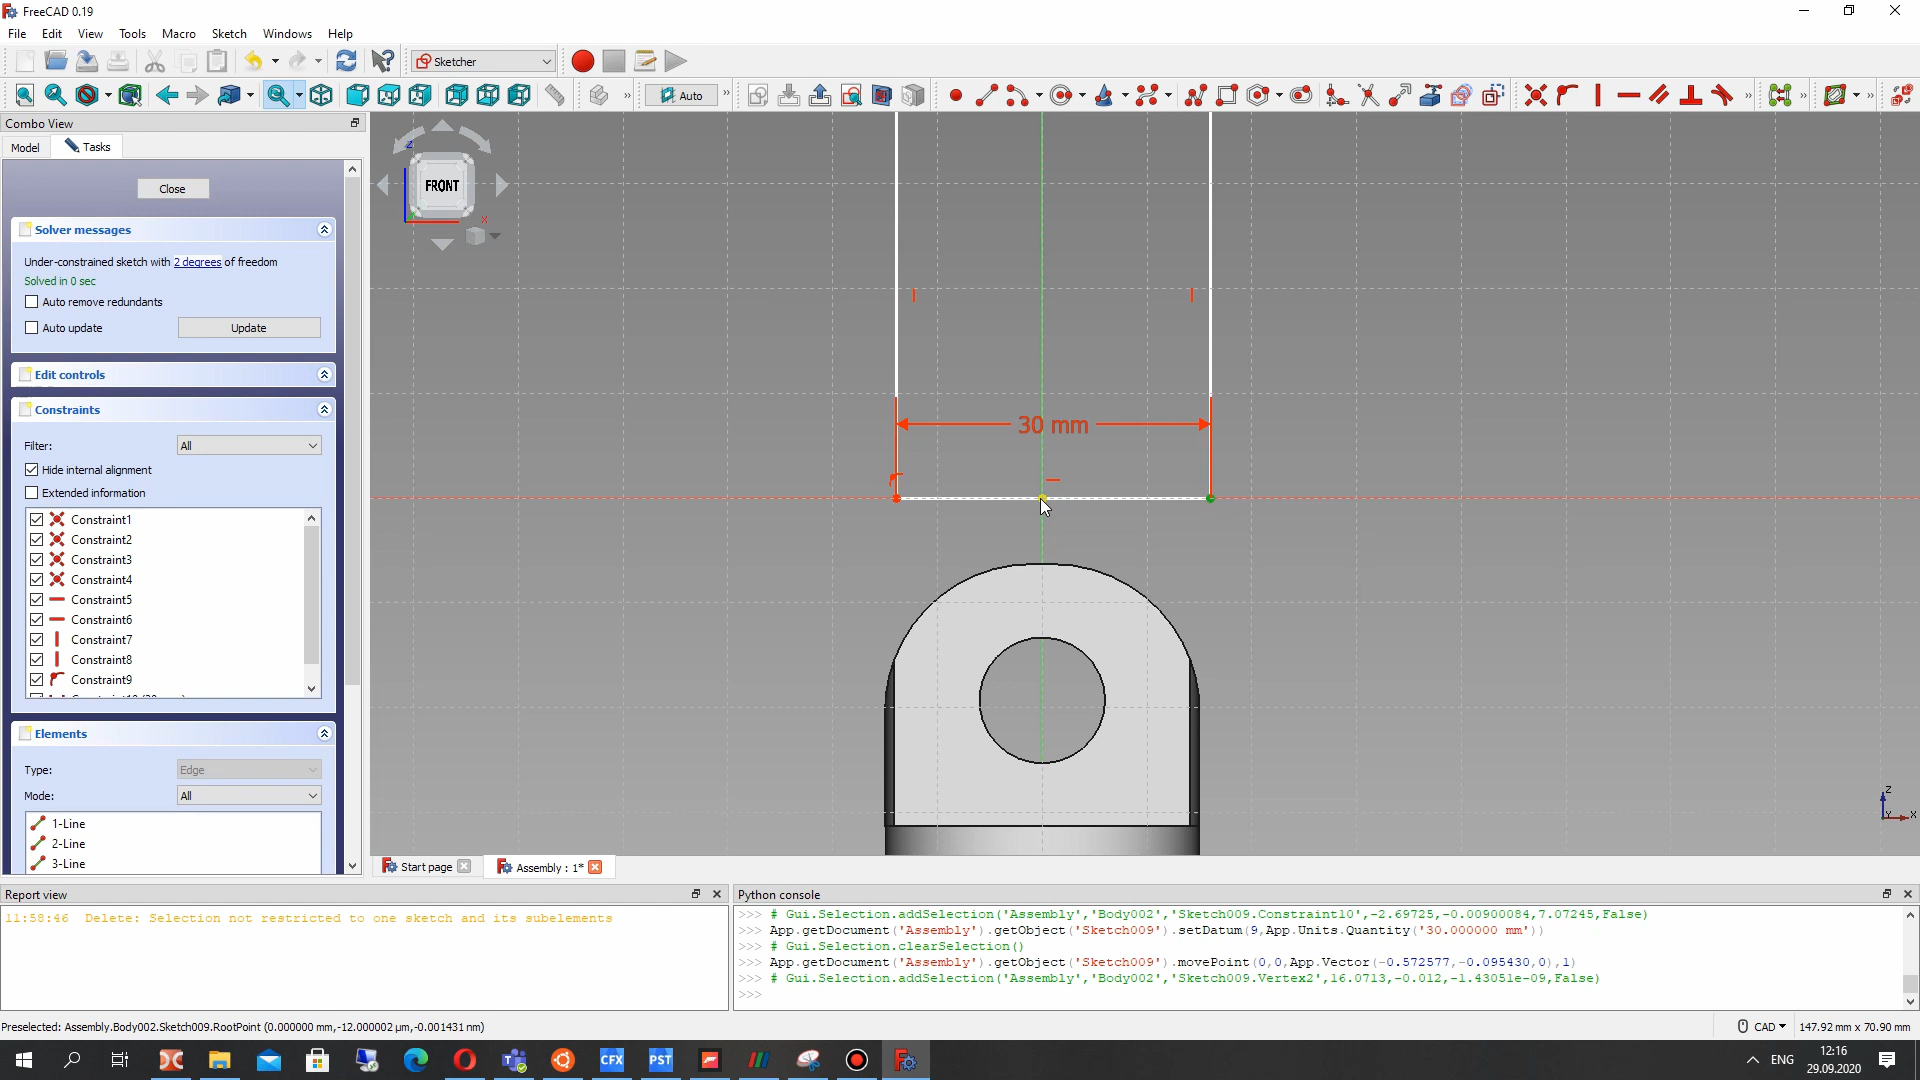 FreeCAD 0.19
File Edit View Tools Macro Sketch Windows Help
Sketcher
Auto
Combo View
Model Tasks
Close
Solver messages
Under-constrained sketch with 2 degrees of freedom
Solved in 0 sec
Auto remove redundants
Auto update Update
Edit controls
Constraints
Filter: All
Hide internal alignment
Extended information
Constraint1
Constraint2
Constraint3
Constraint4
Constraint5
Constraint6
Constraint7
Constraint8
Constraint9
Elements
Type: Edge
Mode: All
1-Line
2-Line
3-Line
FRONT
Z
X
30 mm
Z
Y X
Start page Assembly : 1*
Report view
11:58:46 Delete: Selection not restricted to one sketch and its subelements
Python console
>>> # Gui.Selection.addSelection('Assembly','Body002','Sketch009.Constraint10',-2.69725,-0.00900084,7.07245,False)
>>> App.getDocument('Assembly').getObject('Sketch009').setDatum(9,App.Units.Quantity('30.000000 mm'))
>>> # Gui.Selection.clearSelection()
>>> App.getDocument('Assembly').getObject('Sketch009').movePoint(0,0,App.Vector(-0.572577,-0.095430,0),1)
>>> # Gui.Selection.addSelection('Assembly','Body002','Sketch009.Vertex2',16.0713,-0.012,-1.43051e-09,False)
>>>
Preselected: Assembly.Body002.Sketch009.RootPoint (0.000000 mm,-12.000002 µm,-0.001431 nm)
CAD 147.92 mm x 70.90 mm
CFX PST
ENG
12:16
29.09.2020